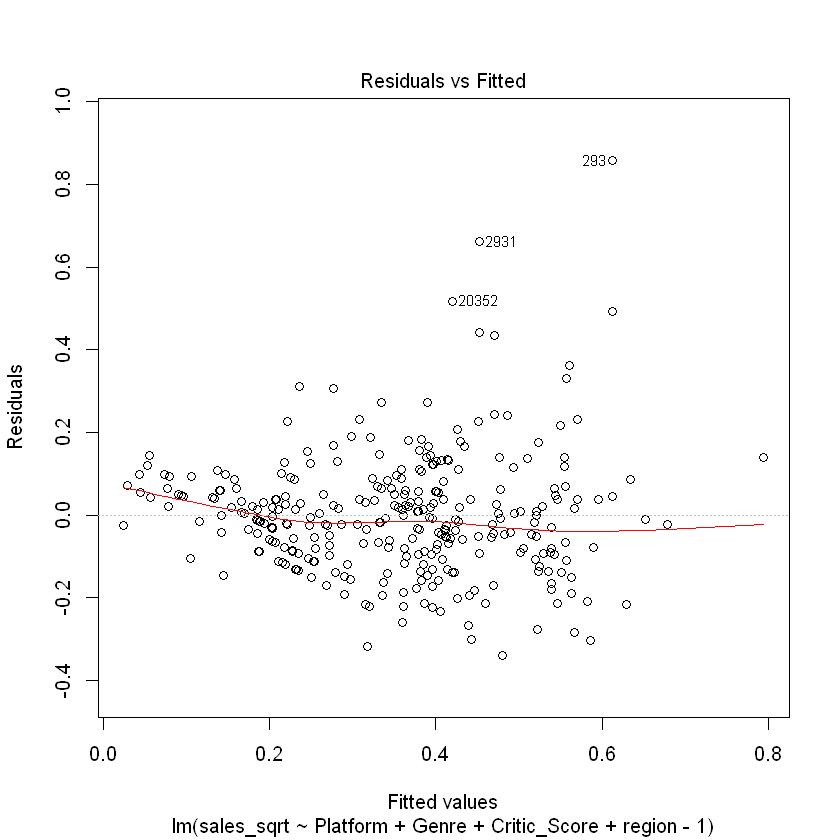 Residuals vs Fitted
Residuals
1.0
0.8
0.6
0.4
0.2
0.0
-0.2
-0.4
293
2931
20352
0.0 0.2 0.4 0.6 0.8
Fitted values
lm(sales_sqrt ~ Platform + Genre + Critic_Score + region - 1)